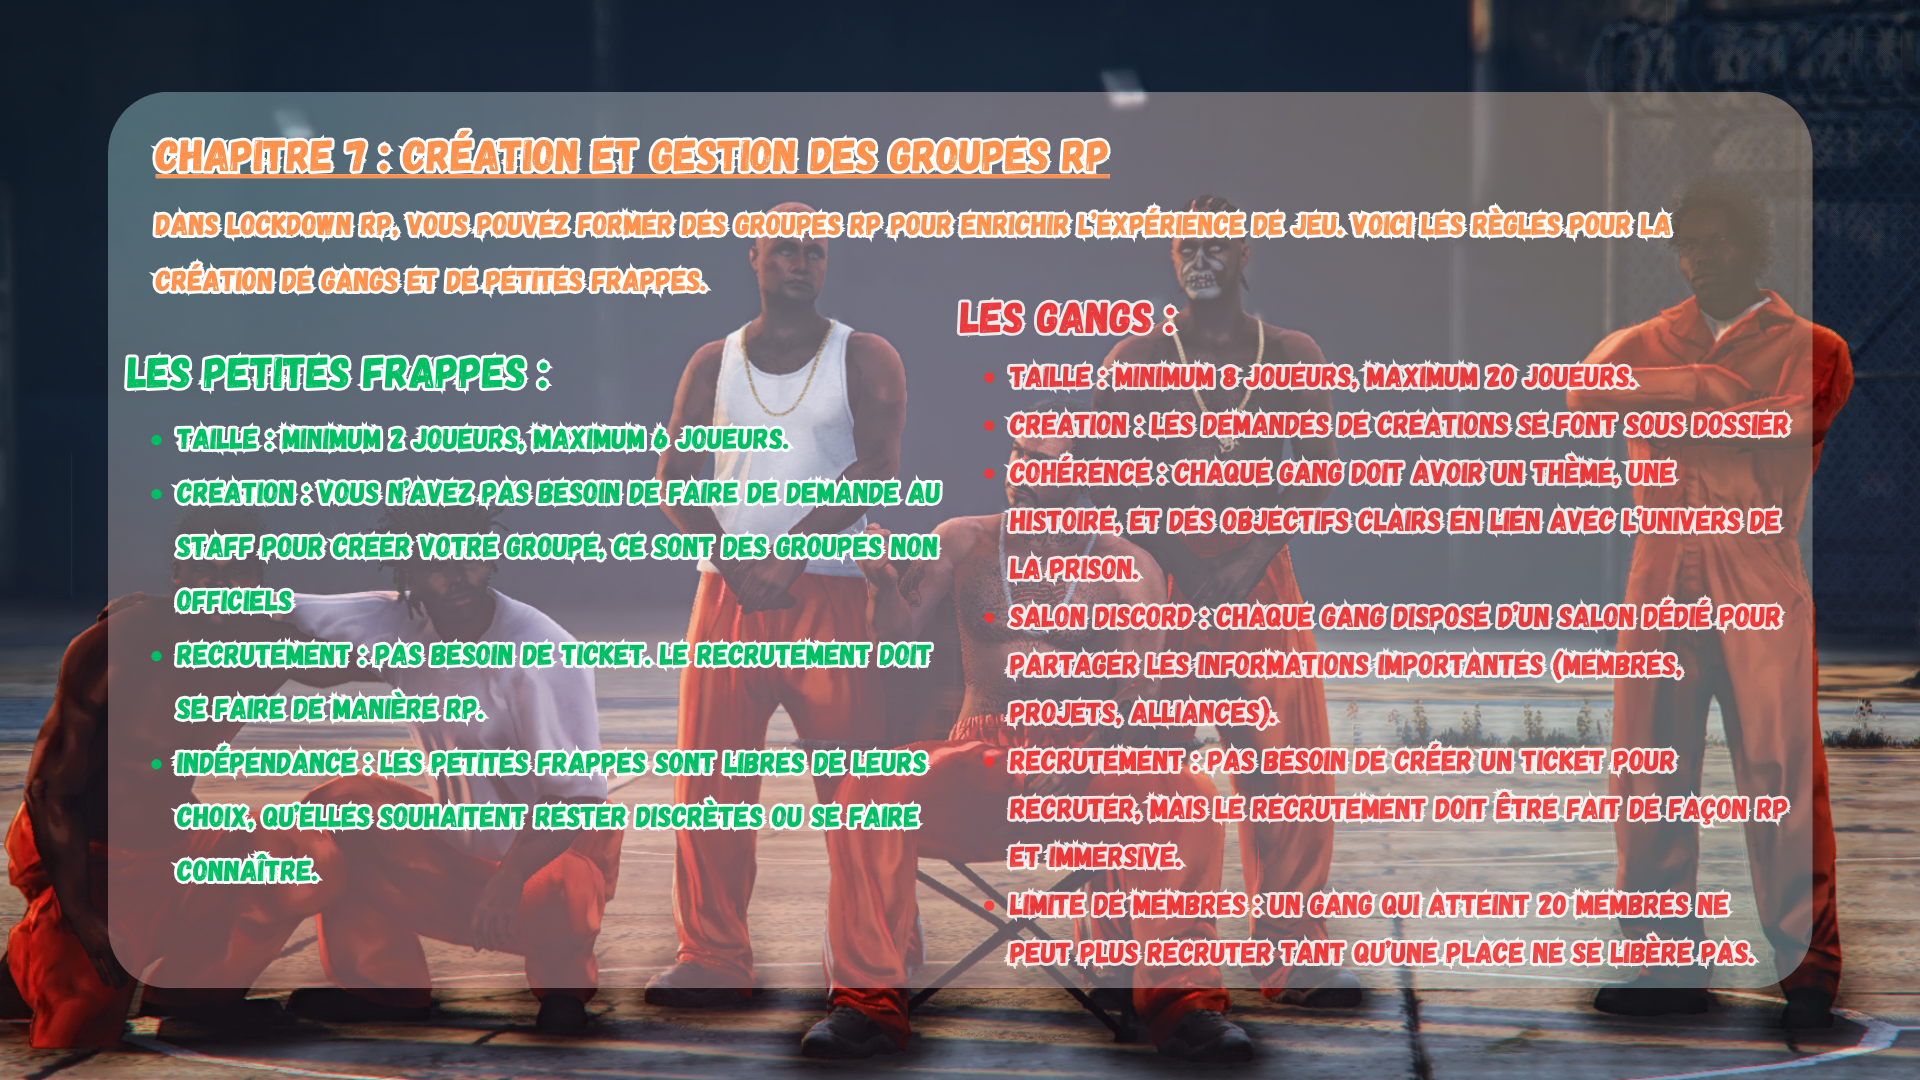 CHAPITRE 7 : CRÉATION ET GESTION DES GROUPES RP
DANS LOCKDOWN RP, VOUS POUVEZ FORMER DES GROUPES RP POUR ENRICHIR L'EXPÉRIENCE DE JEU. VOICI LES RÈGLES POUR LA
CRÉATION DE GANGS ET DE PETITES FRAPPES.
LES PETITES FRAPPES :
• TAILLE : MINIMUM 2 JOUEURS, MAXIMUM 6 JOUEURS.
• CREATION : VOUS N'AVEZ PAS BESOIN DE FAIRE DE DEMANDE AU
STAFF POUR CREER VOTRE GROUPE, CE SONT DES GROUPES NON
OFFICIELS
• RECRUTEMENT : PAS BESOIN DE TICKET. LE RECRUTEMENT DOIT
SE FAIRE DE MANIÈRE RP.
• INDÉPENDANCE : LES PETITES FRAPPES SONT LIBRES DE LEURS
CHOIX, QU'ELLES SOUHAITENT RESTER DISCRÈTES OU SE FAIRE
CONNAÎTRE.
LES GANGS :
• TAILLE : MINIMUM 8 JOUEURS, MAXIMUM 20 JOUEURS.
• CREATION : LES DEMANDES DE CREATIONS SE FONT SOUS DOSSIER
• COHÉRENCE : CHAQUE GANG DOIT AVOIR UN THÈME, UNE
HISTOIRE, ET DES OBJECTIFS CLAIRS EN LIEN AVEC L'UNIVERS DE
LA PRISON.
• SALON DISCORD : CHAQUE GANG DISPOSE D'UN SALON DÉDIÉ POUR
PARTAGER LES INFORMATIONS IMPORTANTES (MEMBRES,
PROJETS, ALLIANCES).
• RECRUTEMENT : PAS BESOIN DE CRÉER UN TICKET POUR
RECRUTER, MAIS LE RECRUTEMENT DOIT ÊTRE FAIT DE FAÇON RP
ET IMMERSIVE.
• LIMITE DE MEMBRES : UN GANG QUI ATTEINT 20 MEMBRES NE
PEUT PLUS RECRUTER TANT QU'UNE PLACE NE SE LIBÈRE PAS.